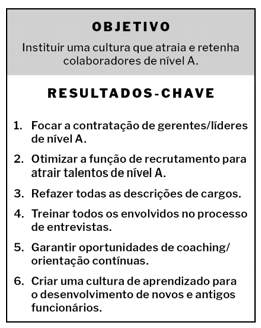 OBJETIVO
Instituir uma cultura que atraia e retenha
colaboradores de nível A.
RESULTADOS-CHAVE
1. Focar a contratação de gerentes/líderes
de nível A.
2. Otimizar a função de recrutamento para
atrair talentos de nível A.
3. Refazer todas as descrições de cargos.
4. Treinar todos os envolvidos no processo
de entrevistas.
5. Garantir oportunidades de coaching/
orientação contínuas.
6. Criar uma cultura de aprendizado para
o desenvolvimento de novos e antigos
funcionários.